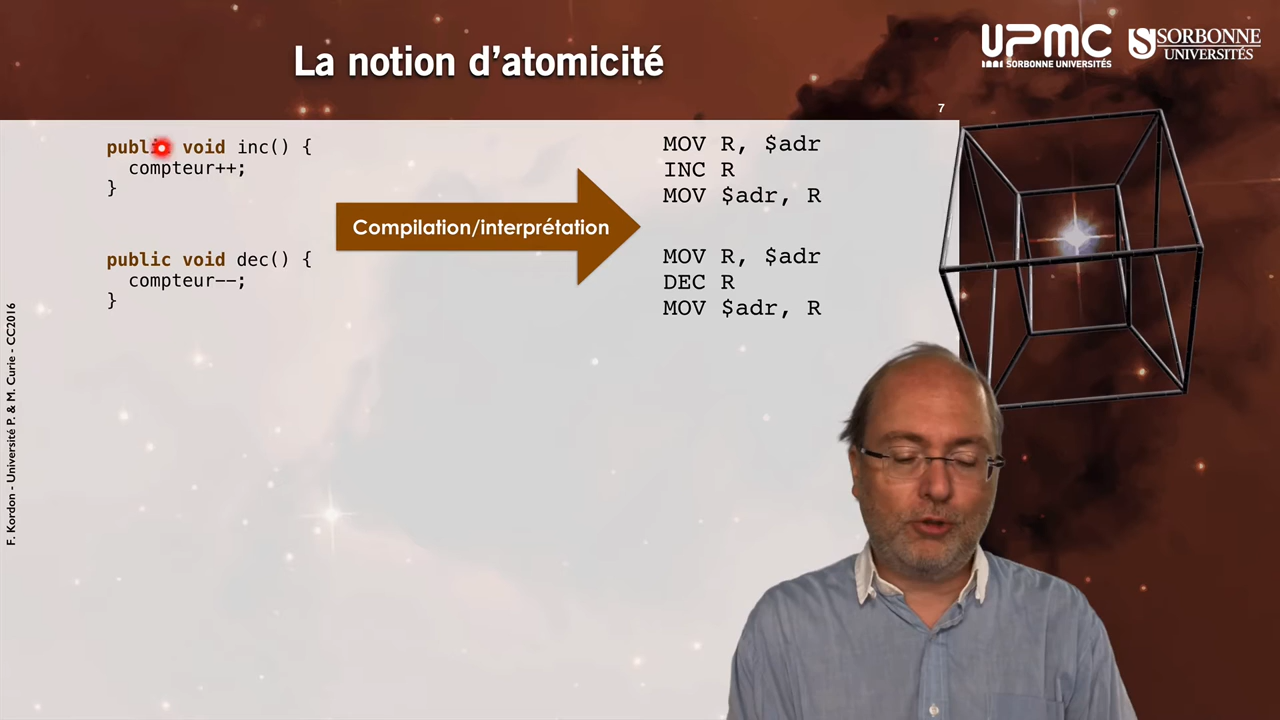 La notion d'atomicité
UPMC
SORBONNE UNIVERSITÉS
SORBONNE
UNIVERSITÉS
7
public void inc() {
compteur++;
}
public void dec() {
compteur--;
}
Compilation/interprétation
MOV R, $adr
INC R
MOV $adr, R
MOV R, $adr
DEC R
MOV $adr, R
F. Kordon - Université P. & M. Curie - CC2016